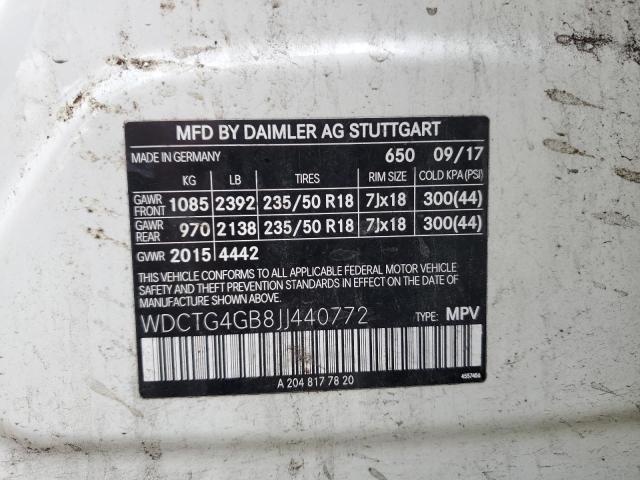 MFD BY DAIMLER AG STUTTGART
MADE IN GERMANY 650 09/17
KG LB TIRES RIM SIZE COLD KPA (PSI)
GAWR FRONT 1085 2392 235/50 R18 7Jx18 300(44)
GAWR REAR 970 2138 235/50 R18 7Jx18 300(44)
GVWR 2015 4442
THIS VEHICLE CONFORMS TO ALL APPLICABLE FEDERAL MOTOR VEHICLE
SAFETY AND THEFT PREVENTION STANDARDS IN EFFECT ON THE
DATE OF MANUFACTURE SHOWN ABOVE.
WDCTG4GB8JJ440772 TYPE: MPV
A 204 817 78 20